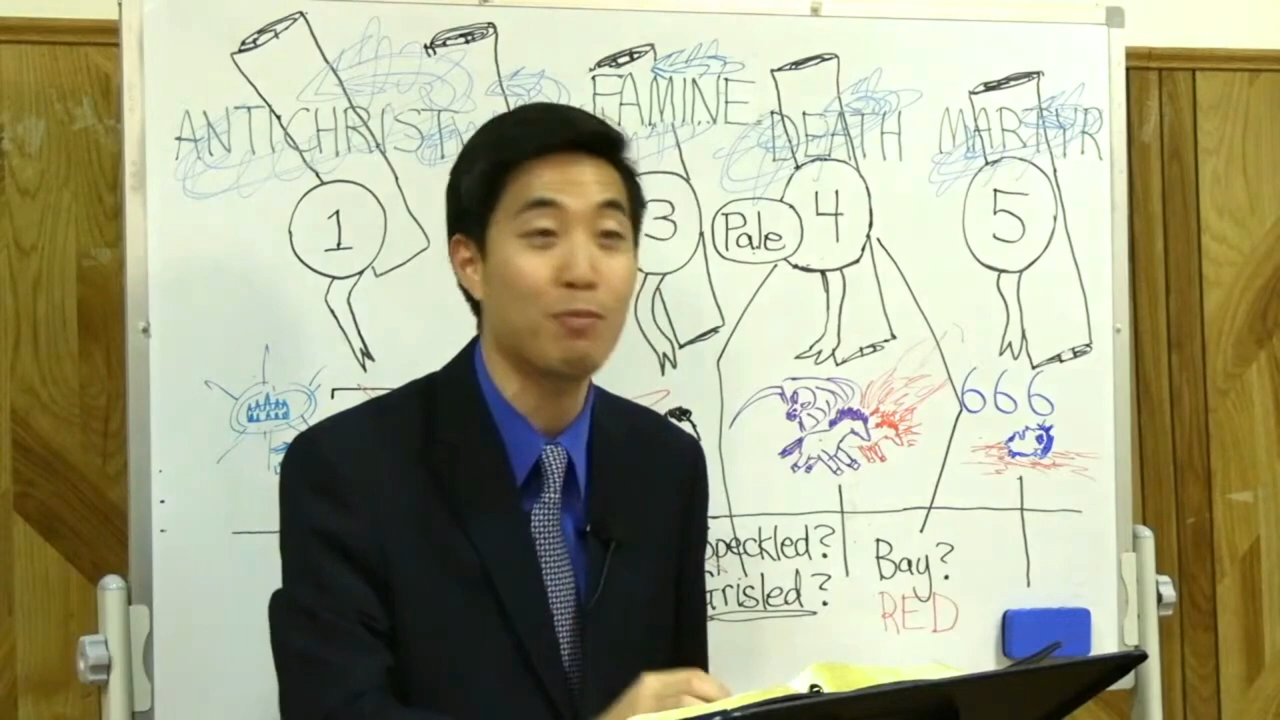 ANTICHRIST
FAMINE
DEATH
MARTYR
1
3
Pale
4
5
666
Speckled?
Grisled?
Bay?
RED